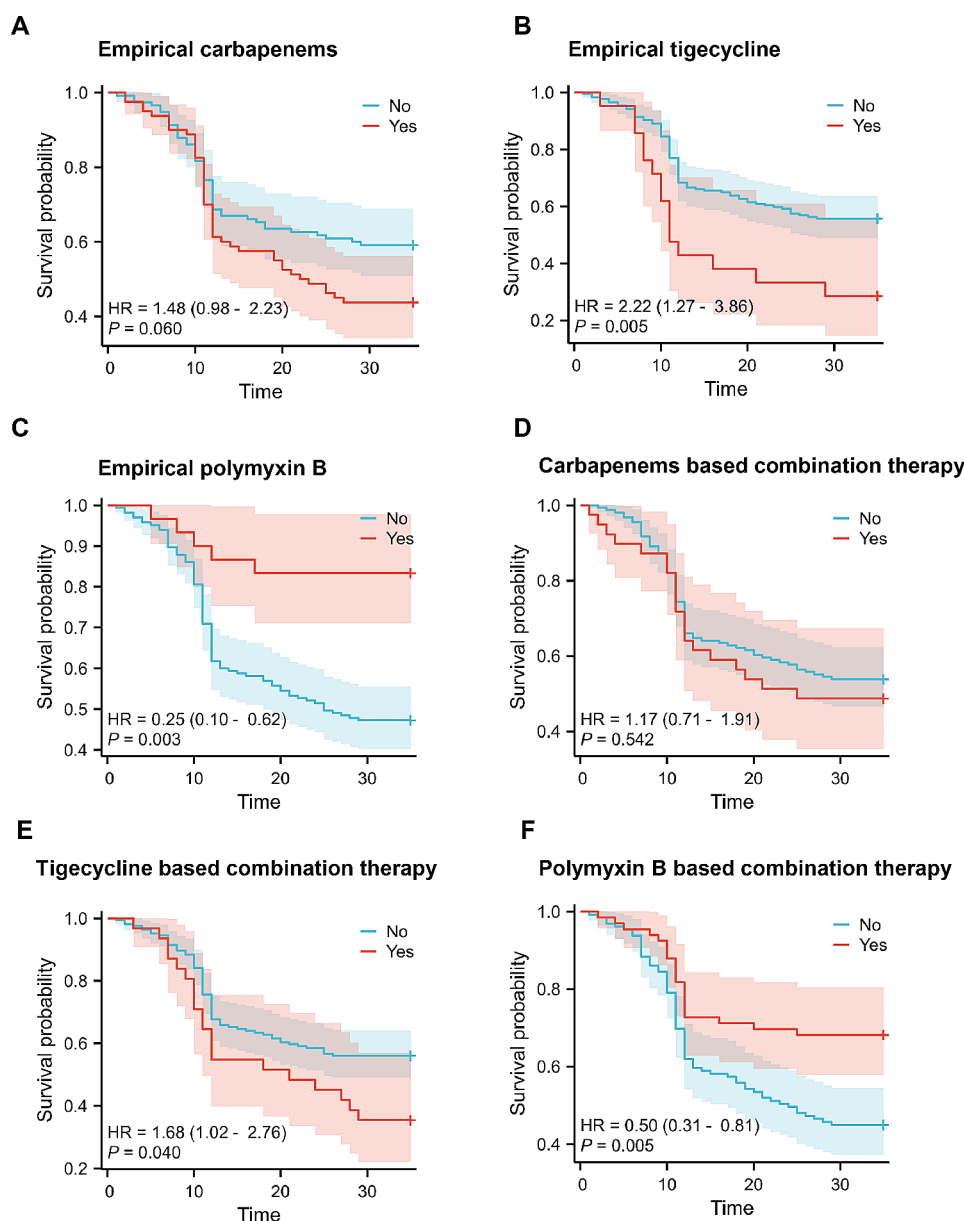 A
Empirical carbapenems
1.0
0.8
0.6
0.4
Survival probability
No
Yes
HR = 1.48 (0.98 - 2.23)
P = 0.060
0 10 20 30
Time
B
Empirical tigecycline
1.0
0.8
0.6
0.4
0.2
Survival probability
No
Yes
HR = 2.22 (1.27 - 3.86)
P = 0.005
0 10 20 30
Time
C
Empirical polymyxin B
1.0
0.9
0.8
0.7
0.6
0.5
0.4
Survival probability
No
Yes
HR = 0.25 (0.10 - 0.62)
P = 0.003
0 10 20 30
Time
D
Carbapenems based combination therapy
1.0
0.8
0.6
0.4
Survival probability
No
Yes
HR = 1.17 (0.71 - 1.91)
P = 0.542
0 10 20 30
Time
E
Tigecycline based combination therapy
1.0
0.8
0.6
0.4
0.2
Survival probability
No
Yes
HR = 1.68 (1.02 - 2.76)
P = 0.040
0 10 20 30
Time
F
Polymyxin B based combination therapy
1.0
0.8
0.6
0.4
Survival probability
No
Yes
HR = 0.50 (0.31 - 0.81)
P = 0.005
0 10 20 30
Time